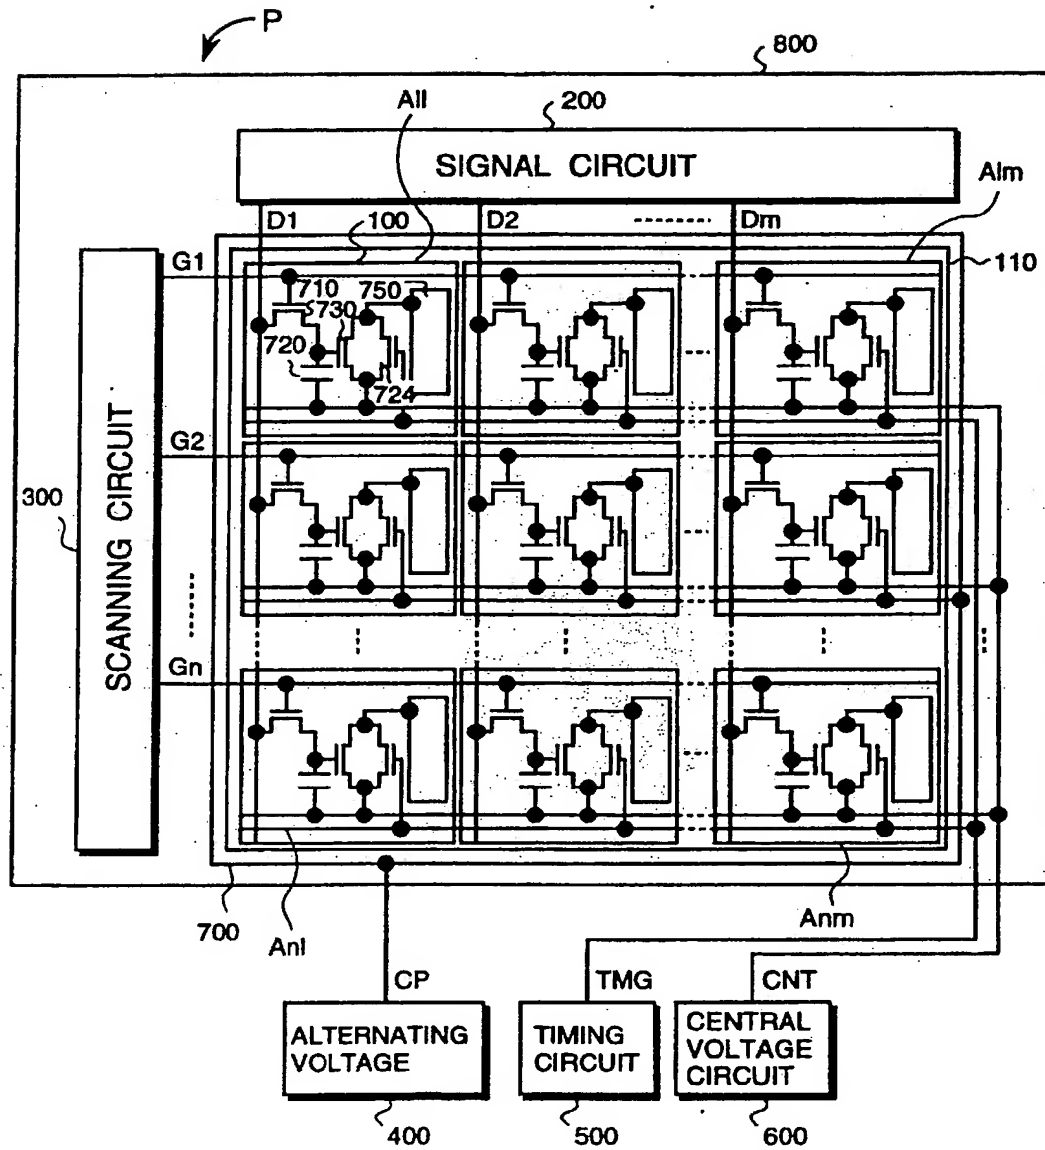 P
800
All
200
SIGNAL CIRCUIT
Alm
D1
100
D2
Dm
G1
110
710
750
730
720
724
G2
300
SCANNING CIRCUIT
Gn
700
Anl
Anm
CP
TMG
CNT
ALTERNATING
VOLTAGE
TIMING
CIRCUIT
CENTRAL
VOLTAGE
CIRCUIT
400
500
600